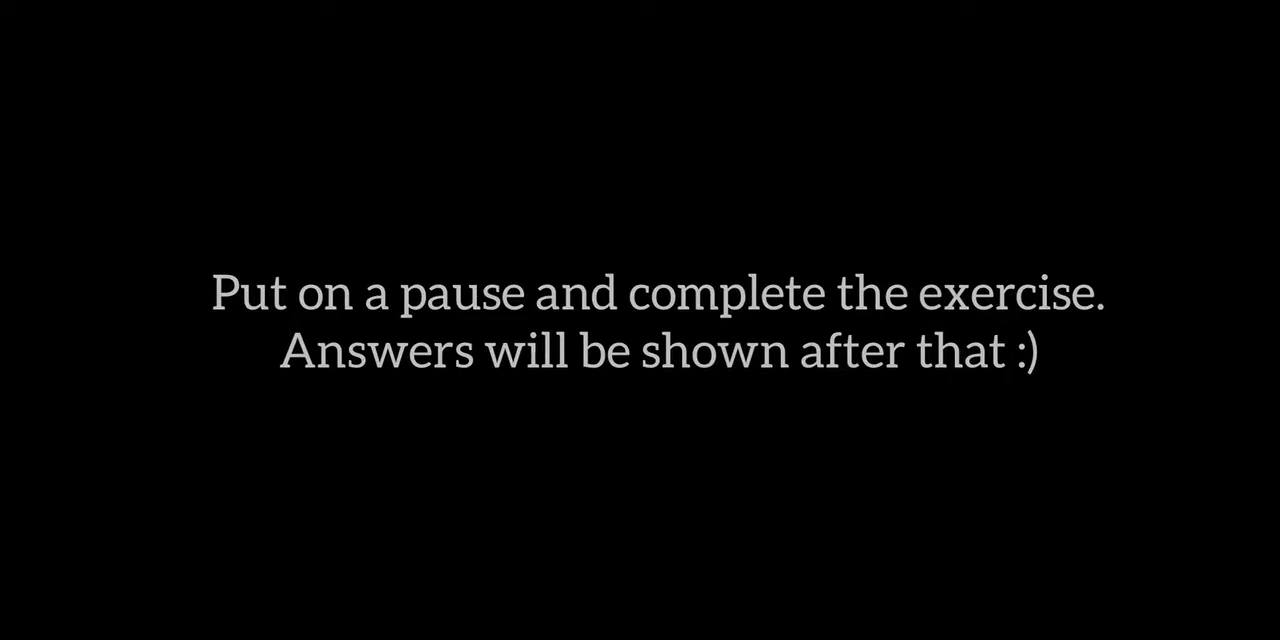 Put on a pause and complete the exercise.
Answers will be shown after that :)